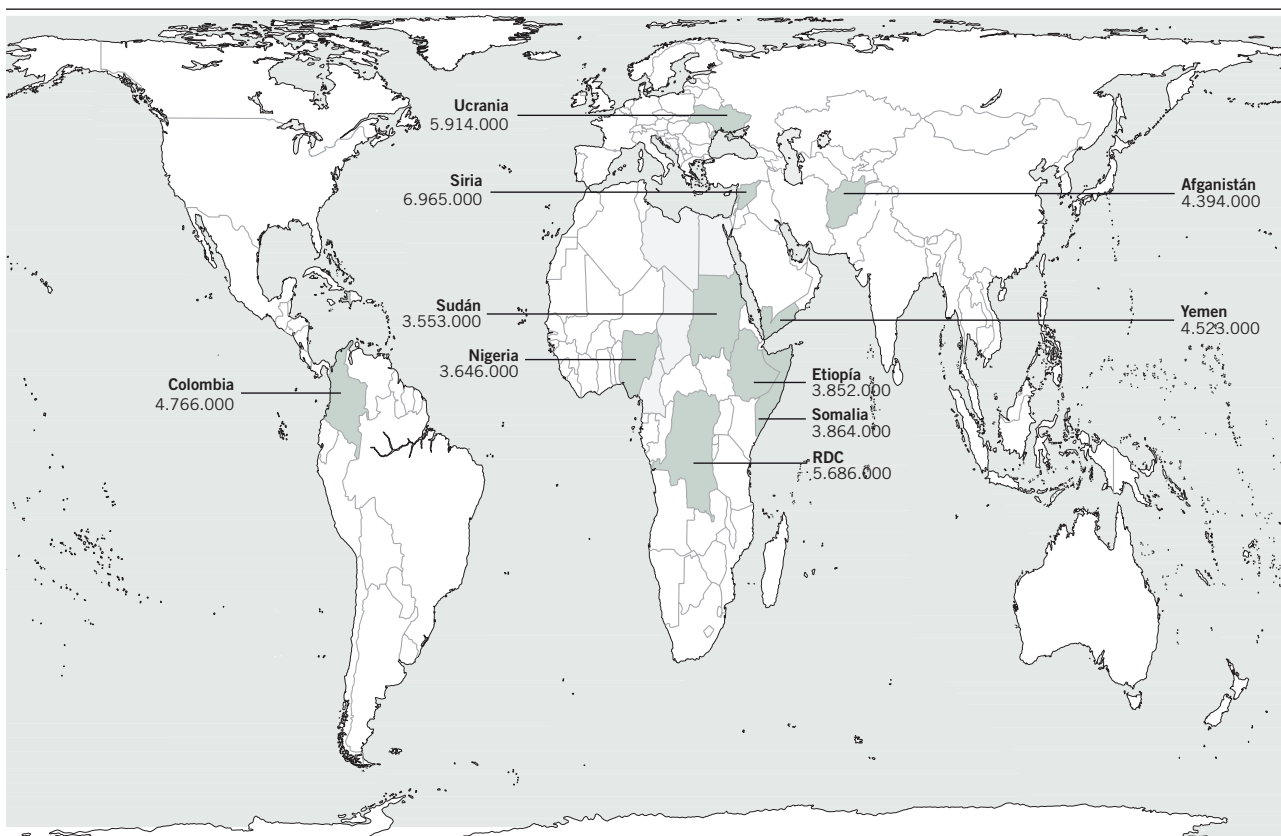 Ucrania
5.914.000
Siria
6.965.000
Afganistán
4.394.000
Sudán
3.553.000
Yemen
4.523.000
Nigeria
3.646.000
Colombia
4.766.000
Etiopía
3.852.000
Somalia
3.864.000
RDC
5.686.000